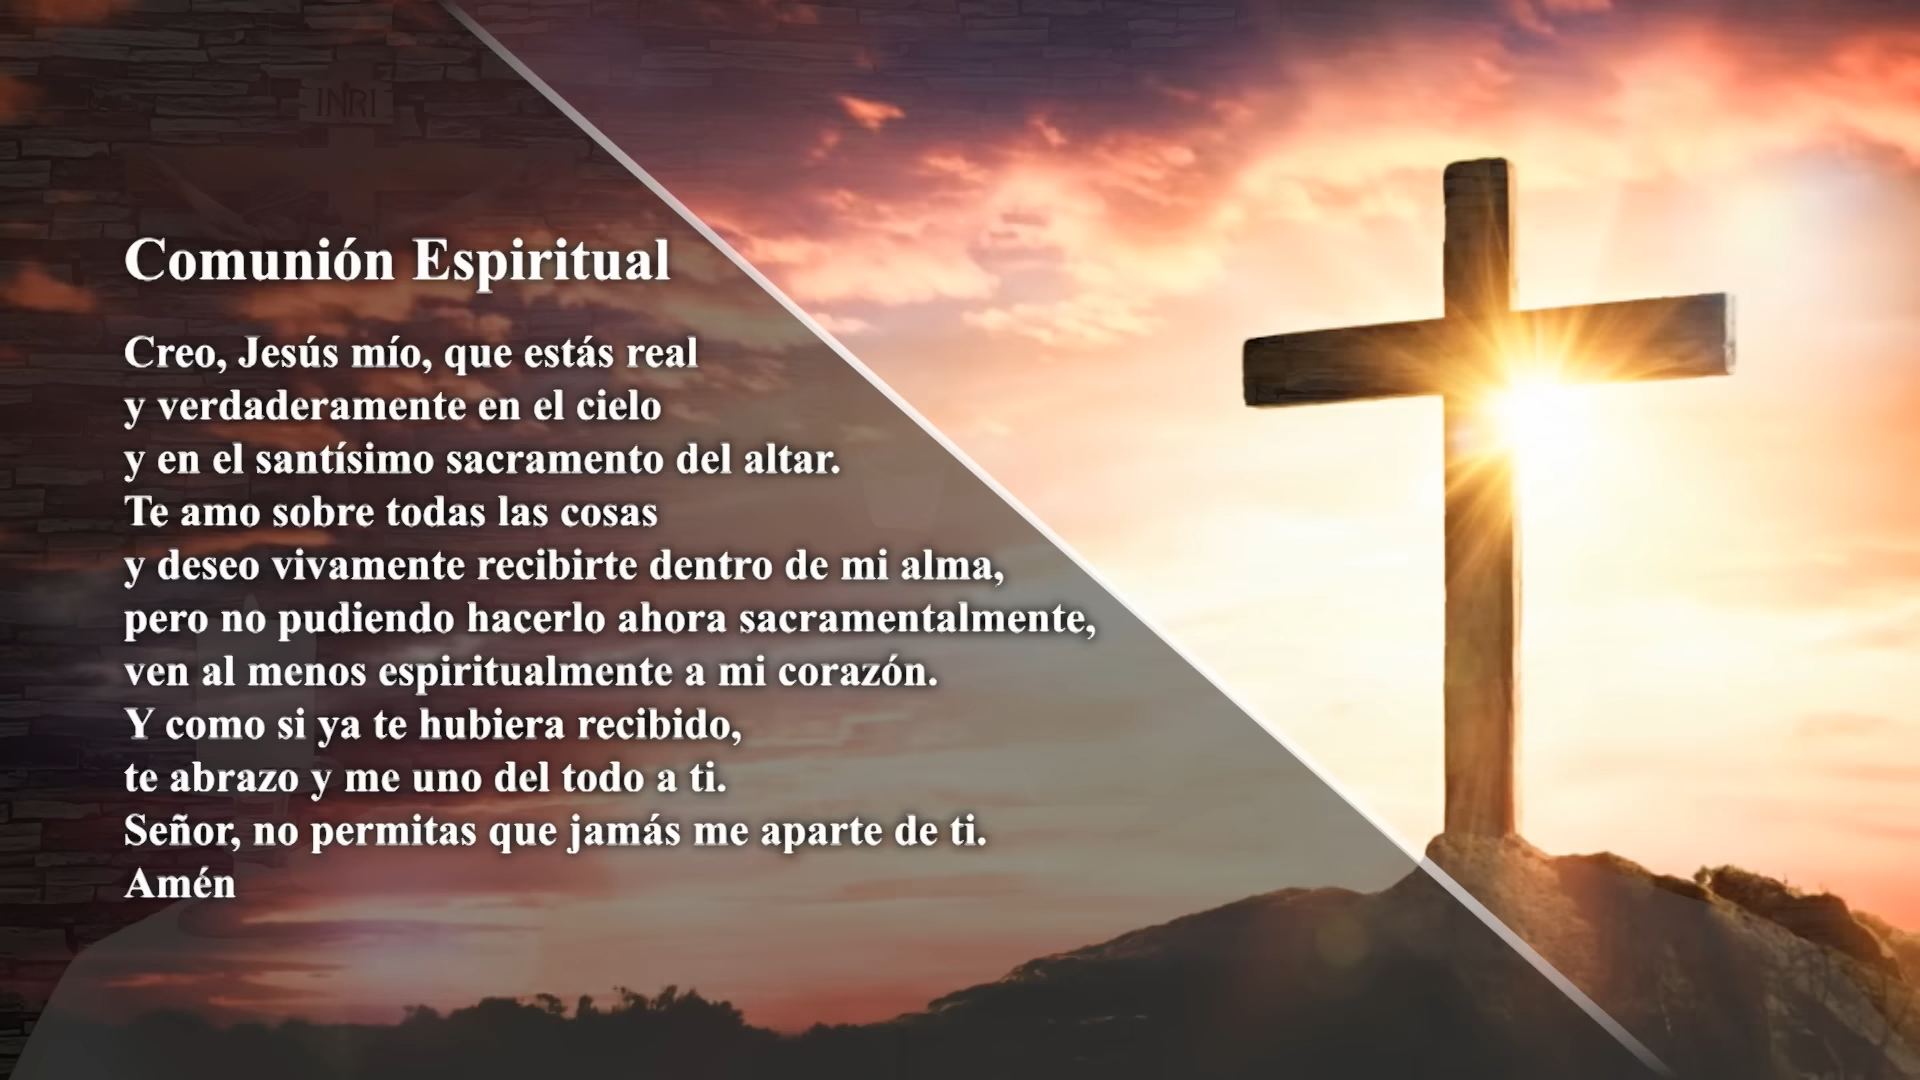 INRI
Comunión Espiritual
Creo, Jesús mío, que estás real
y verdaderamente en el cielo
y en el santísimo sacramento del altar.
Te amo sobre todas las cosas
y deseo vivamente recibirte dentro de mi alma,
pero no pudiendo hacerlo ahora sacramentalmente,
ven al menos espiritualmente a mi corazón.
Y como si ya te hubiera recibido,
te abrazo y me uno del todo a ti.
Señor, no permitas que jamás me aparte de ti.
Amén